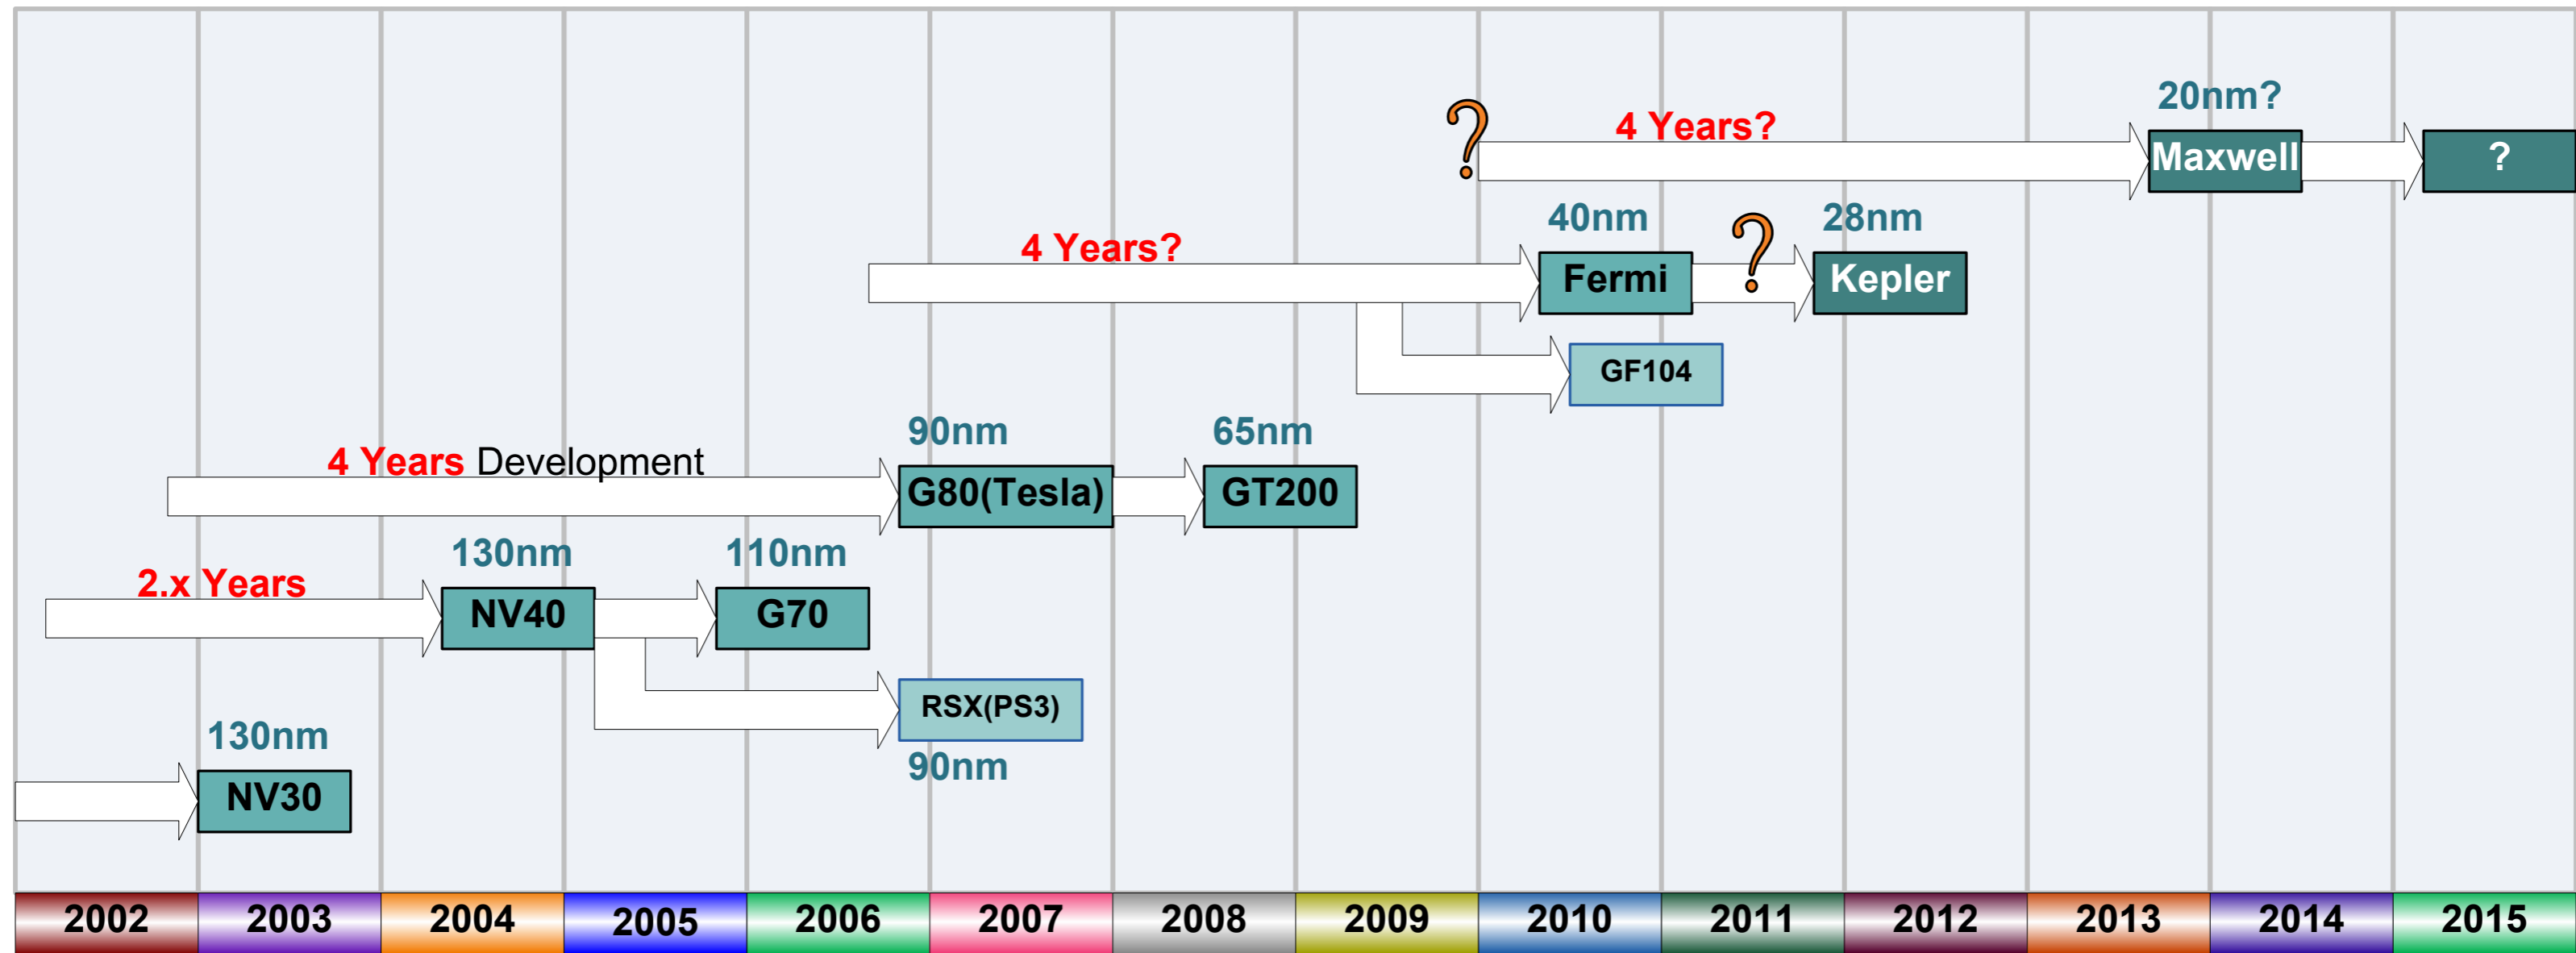 20nm?
?
4 Years?
Maxwell
?
40nm
?
28nm
4 Years?
Fermi
Kepler
GF104
90nm
65nm
4 Years Development
G80(Tesla)
GT200
130nm
110nm
2.x Years
NV40
G70
RSX(PS3)
130nm
90nm
NV30
2002 2003 2004 2005 2006 2007 2008 2009 2010 2011 2012 2013 2014 2015